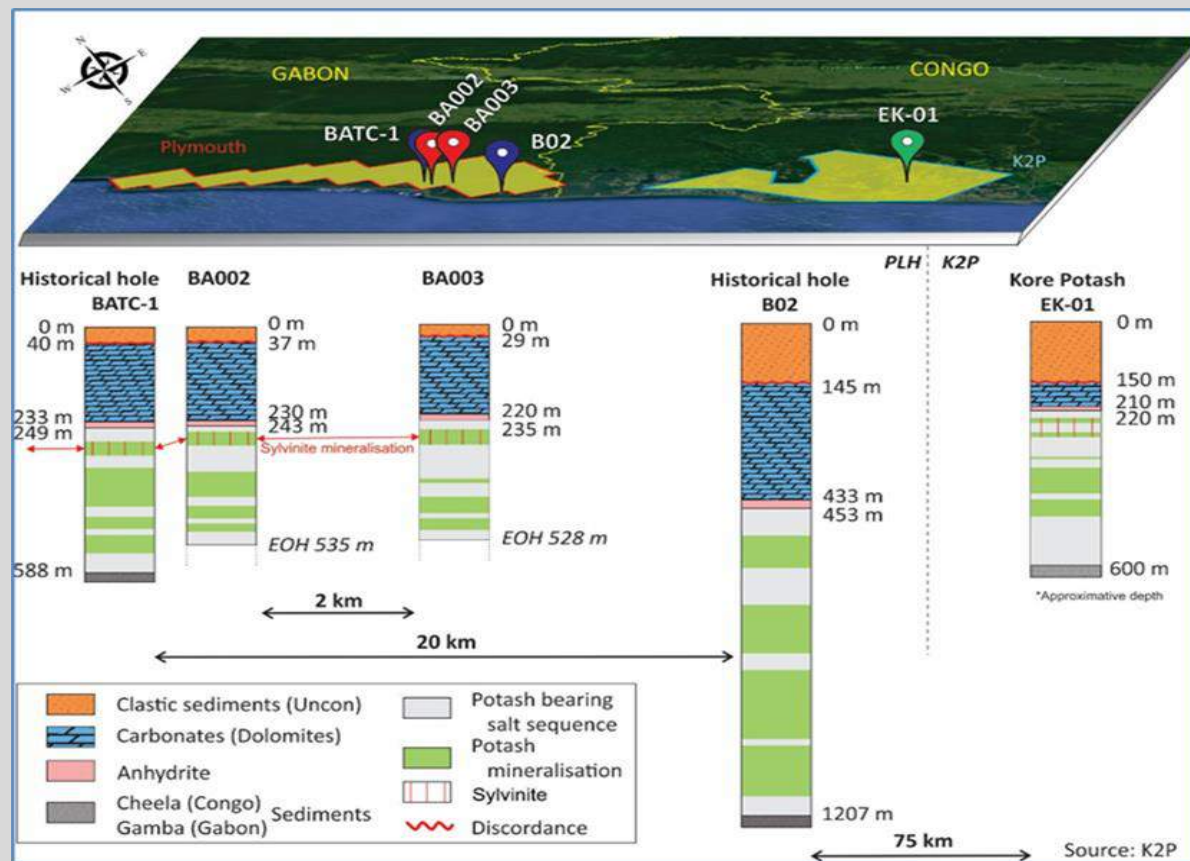 N
E
W
S
GABON
CONGO
BATC-1
BA002
BA003
B02
EK-01
Plymouth
K2P
PLH K2P
Historical hole
BATC-1
0 m
40 m
233 m
249 m
588 m
BA002
0 m
37 m
230 m
243 m
Sylvinite mineralisation
EOH 535 m
BA003
0 m
29 m
220 m
235 m
EOH 528 m
Historical hole
B02
0 m
145 m
433 m
453 m
1207 m
Kore Potash
EK-01
0 m
150 m
210 m
220 m
600 m
*Approximative depth
2 km
20 km
75 km
Clastic sediments (Uncon)
Carbonates (Dolomites)
Anhydrite
Cheela (Congo)
Gamba (Gabon)
Sediments
Potash bearing
salt sequence
Potash
mineralisation
Sylvinite
Discordance
Source: K2P